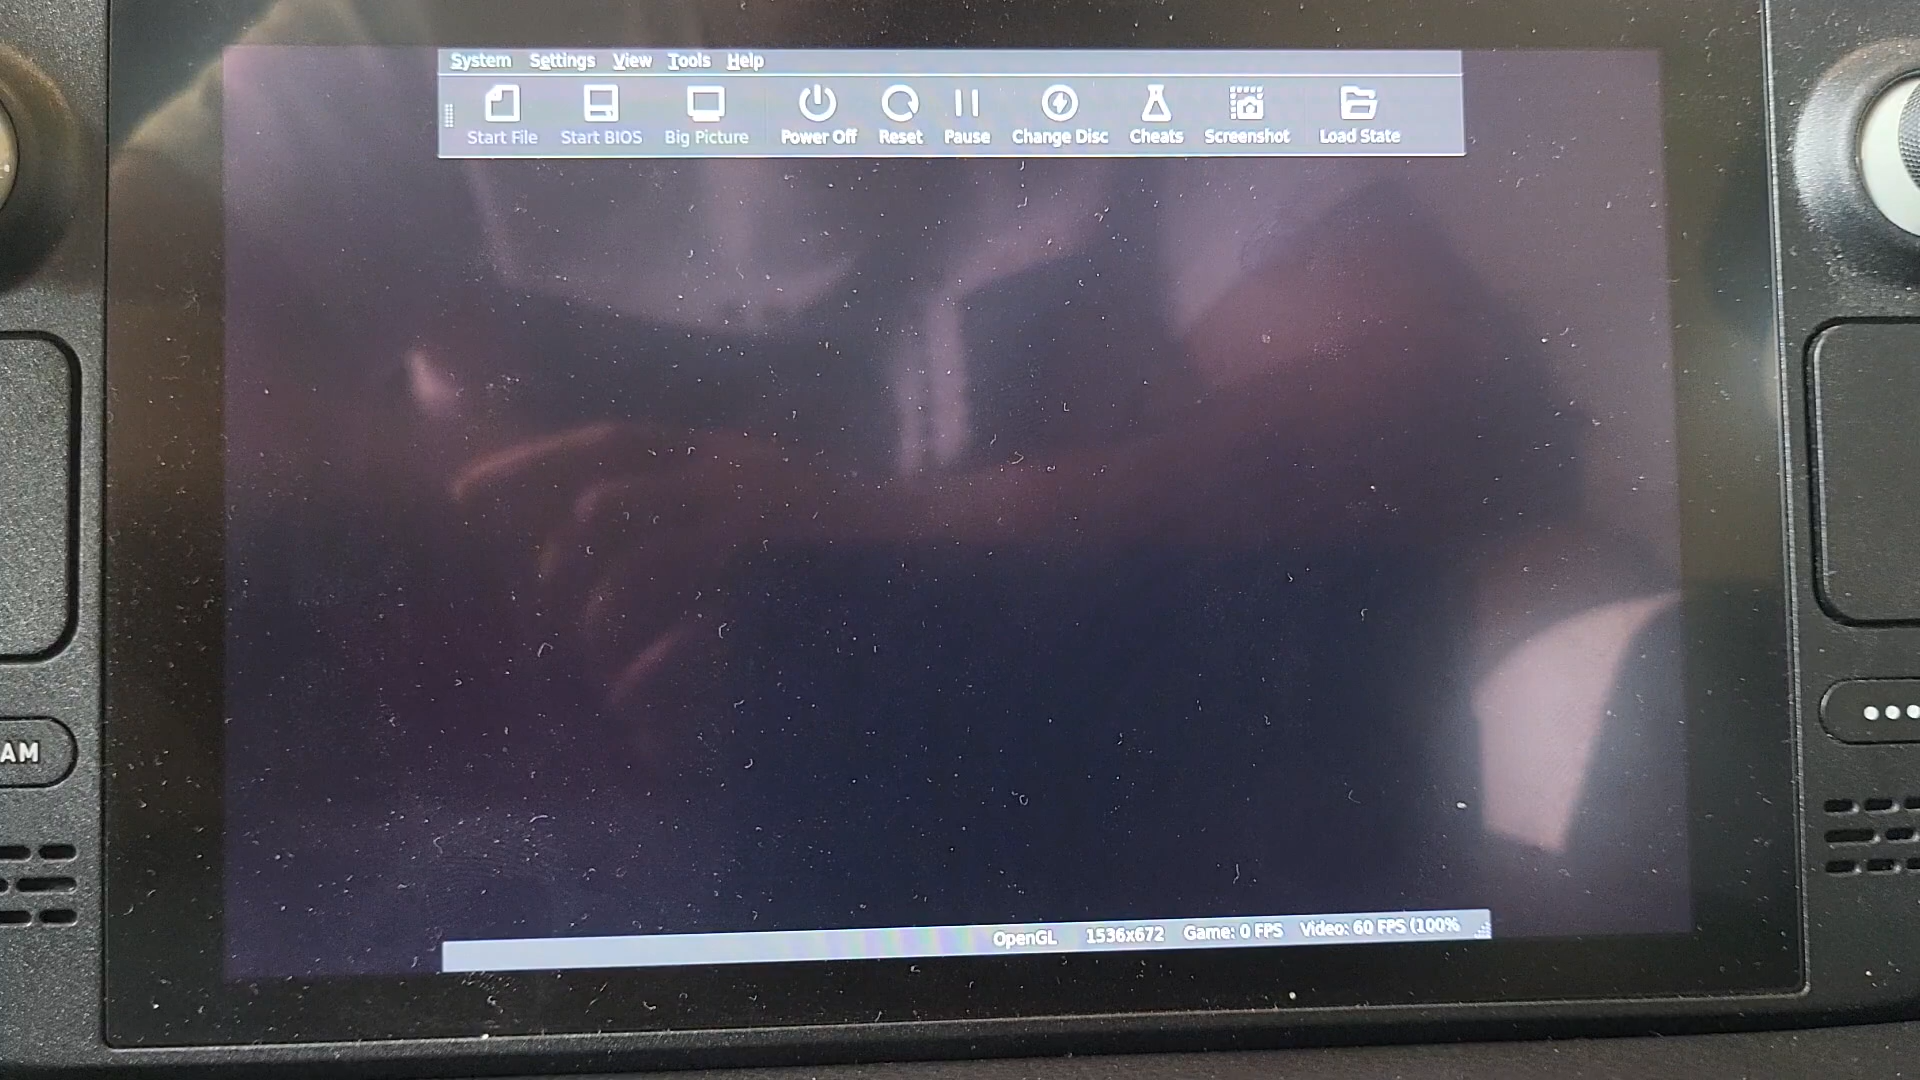 System Settings View Tools Help
Start File Start BIOS Big Picture Power Off Reset Pause Change Disc Cheats Screenshot Load State
AM
OpenGL 1536x672 Game: 0 FPS Video: 60 FPS (100%